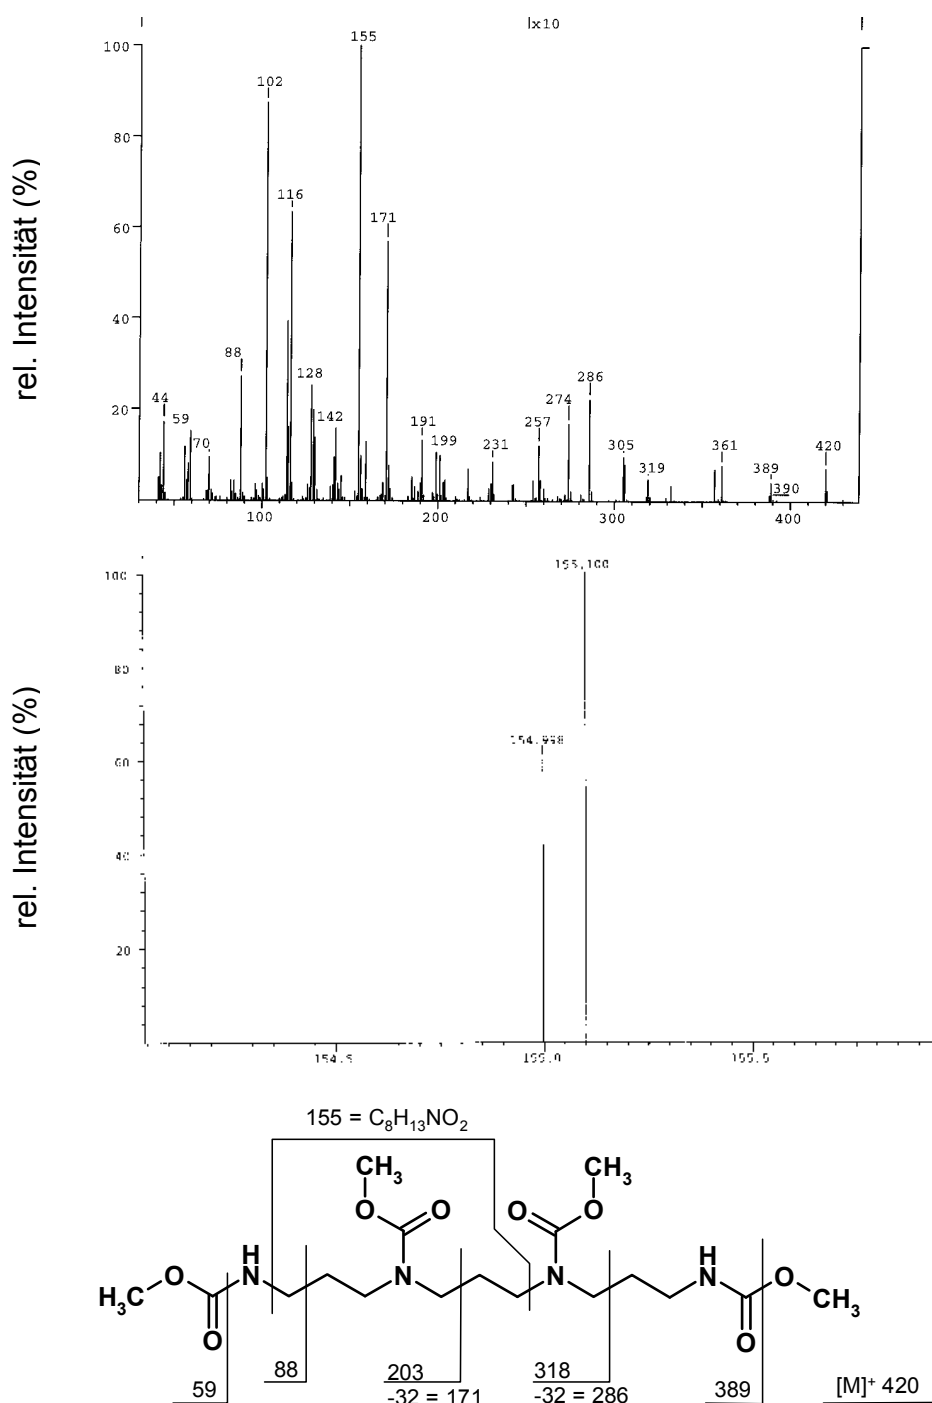 |x10
rel. Intensität (%)
100
80
60
40
20
155
102
116
171
88
128
44
59
70
142
191
199
231
257
274
286
305
319
361
389
390
420
100
200
300
400
rel. Intensität (%)
100
80
60
40
20
155.100
154.998
154.5
155.0
155.5
155 = C₈H₁₃NO₂
CH₃
CH₃
O
O
O
O
H
N
H₃C
O
O
N
N
H
N
O
O
CH₃
59
88
203
-32 = 171
318
-32 = 286
389
[M]⁺ 420